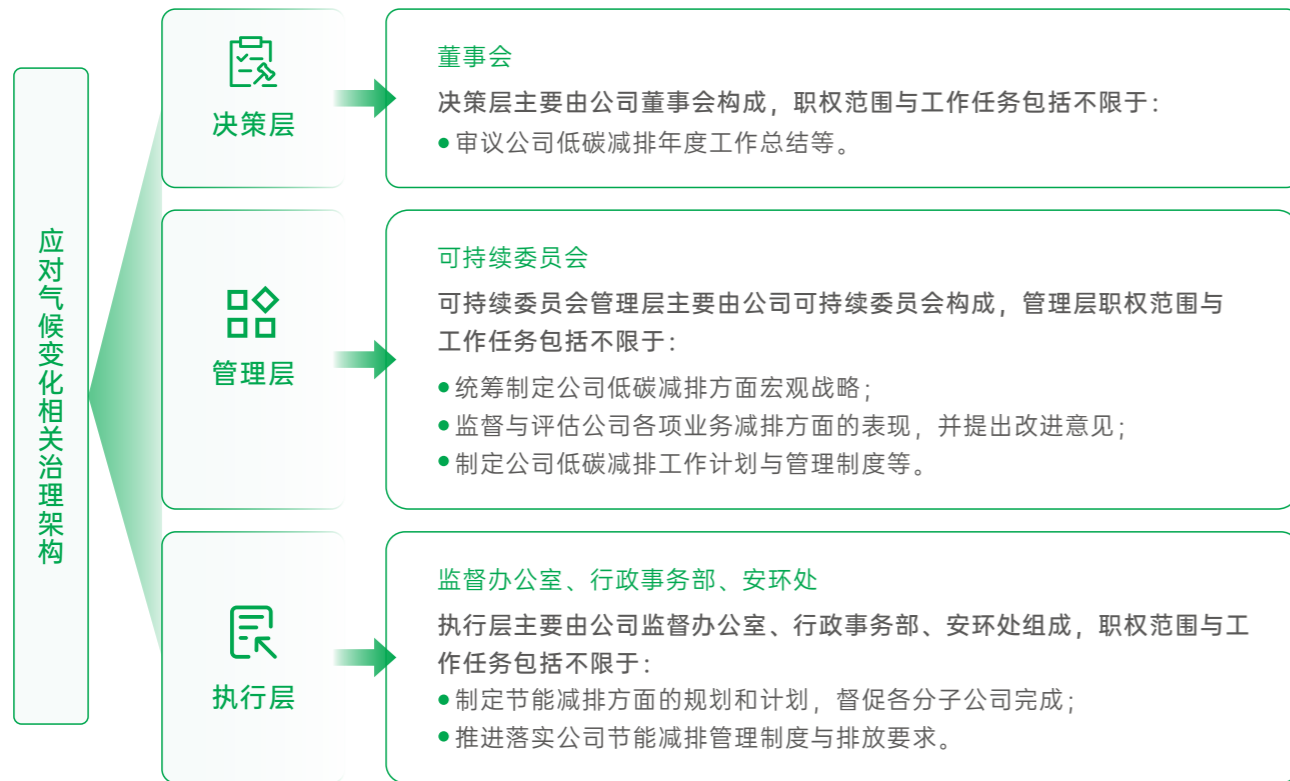 应对气候变化相关治理架构
决策层
董事会
决策层主要由公司董事会构成，职权范围与工作任务包括不限于：
●审议公司低碳减排年度工作总结等。
管理层
可持续委员会
可持续委员会管理层主要由公司可持续委员会构成，管理层职权范围与
工作任务包括不限于：
●统筹制定公司低碳减排方面宏观战略；
●监督与评估公司各项业务减排方面的表现，并提出改进意见；
●制定公司低碳减排工作计划与管理制度等。
执行层
监督办公室、行政事务部、安环处
执行层主要由公司监督办公室、行政事务部、安环处组成，职权范围与工
作任务包括不限于：
●制定节能减排方面的规划和计划，督促各分子公司完成；
●推进落实公司节能减排管理制度与排放要求。